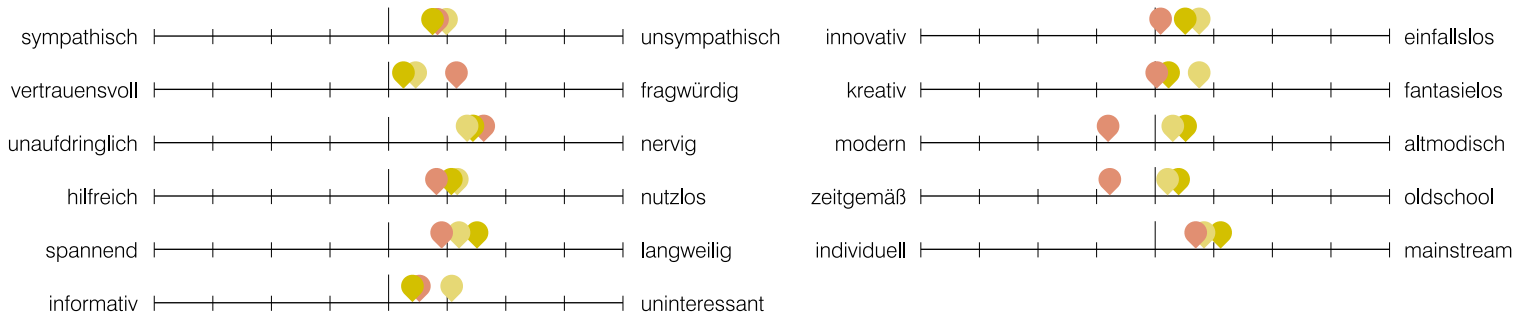 sympathisch unsympathisch
vertrauensvoll fragwürdig
unaufdringlich nervig
hilfreich nutzlos
spannend langweilig
informativ uninteressant
innovativ einfallslos
kreativ fantasielos
modern altmodisch
zeitgemäß oldschool
individuell mainstream